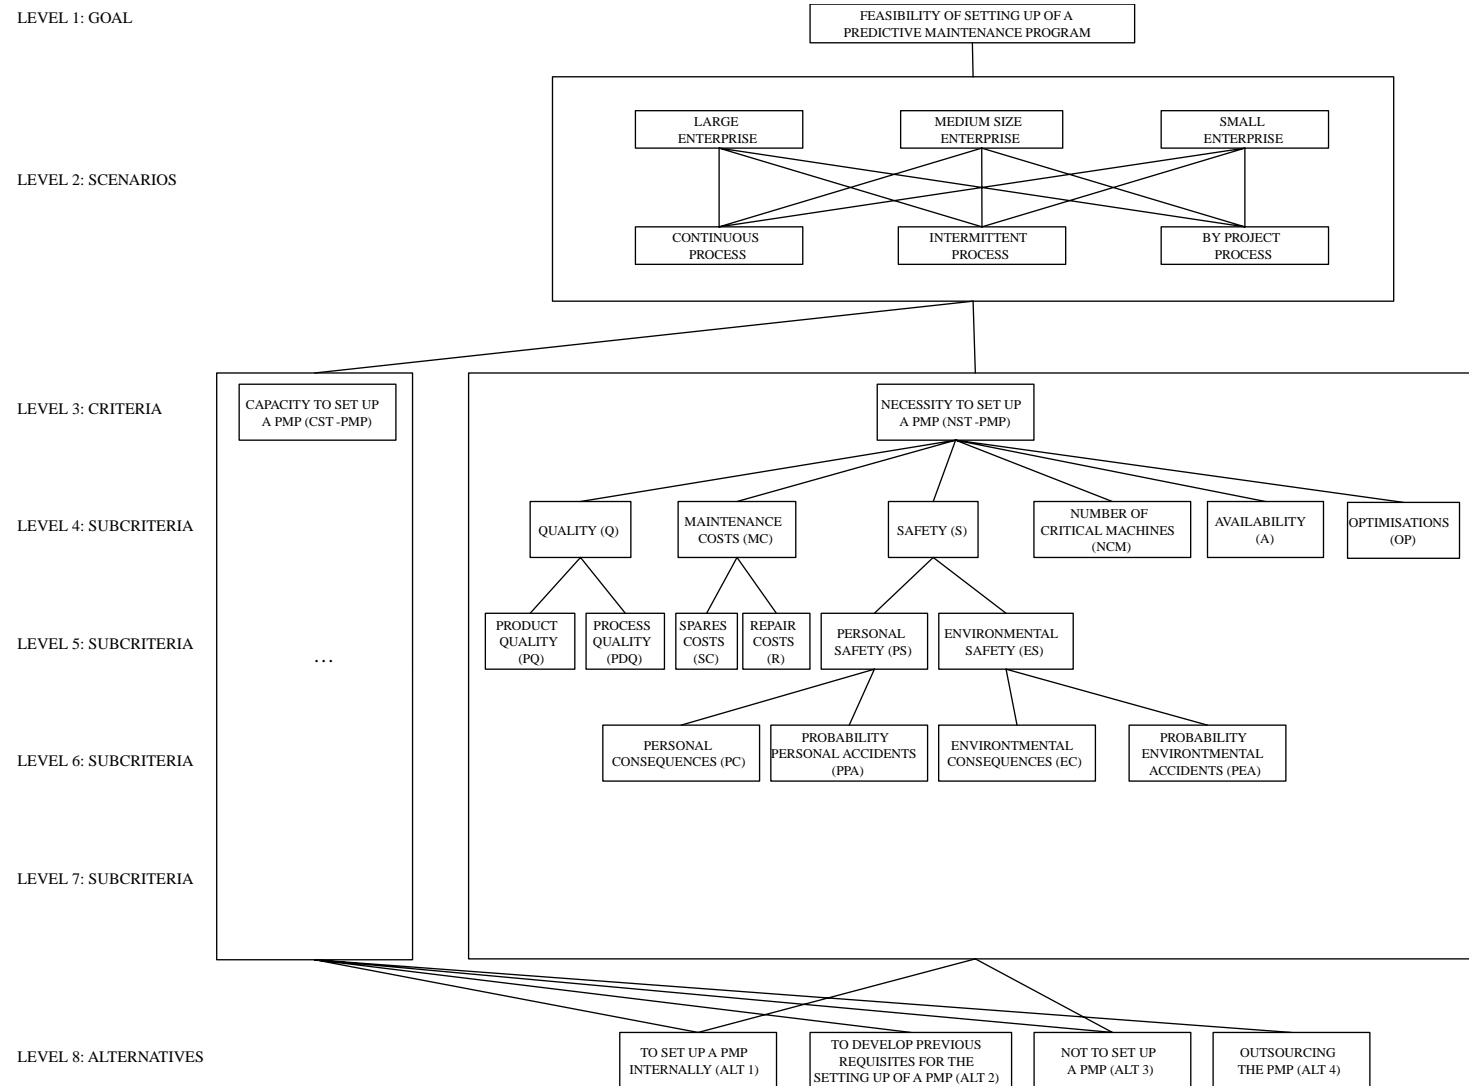 LEVEL 1: GOAL
FEASIBILITY OF SETTING UP OF A
PREDICTIVE MAINTENANCE PROGRAM
LEVEL 2: SCENARIOS
LARGE
ENTERPRISE
MEDIUM SIZE
ENTERPRISE
SMALL
ENTERPRISE
CONTINUOUS
PROCESS
INTERMITTENT
PROCESS
BY PROJECT
PROCESS
LEVEL 3: CRITERIA
CAPACITY TO SET UP
A PMP (CST -PMP)
NECESSITY TO SET UP
A PMP (NST -PMP)
LEVEL 4: SUBCRITERIA
QUALITY (Q)
MAINTENANCE
COSTS (MC)
SAFETY (S)
NUMBER OF
CRITICAL MACHINES
(NCM)
AVAILABILITY
(A)
OPTIMISATIONS
(OP)
LEVEL 5: SUBCRITERIA
...
PRODUCT
QUALITY
(PQ)
PROCESS
QUALITY
(PDQ)
SPARES
COSTS
(SC)
REPAIR
COSTS
(R)
PERSONAL
SAFETY (PS)
ENVIRONMENTAL
SAFETY (ES)
LEVEL 6: SUBCRITERIA
PERSONAL
CONSEQUENCES (PC)
PROBABILITY
PERSONAL ACCIDENTS
(PPA)
ENVIRONTMENTAL
CONSEQUENCES (EC)
PROBABILITY
ENVIRONTMENTAL
ACCIDENTS (PEA)
LEVEL 7: SUBCRITERIA
LEVEL 8: ALTERNATIVES
TO SET UP A PMP
INTERNALLY (ALT 1)
TO DEVELOP PREVIOUS
REQUISITES FOR THE
SETTING UP OF A PMP (ALT 2)
NOT TO SET UP
A PMP (ALT 3)
OUTSOURCING
THE PMP (ALT 4)